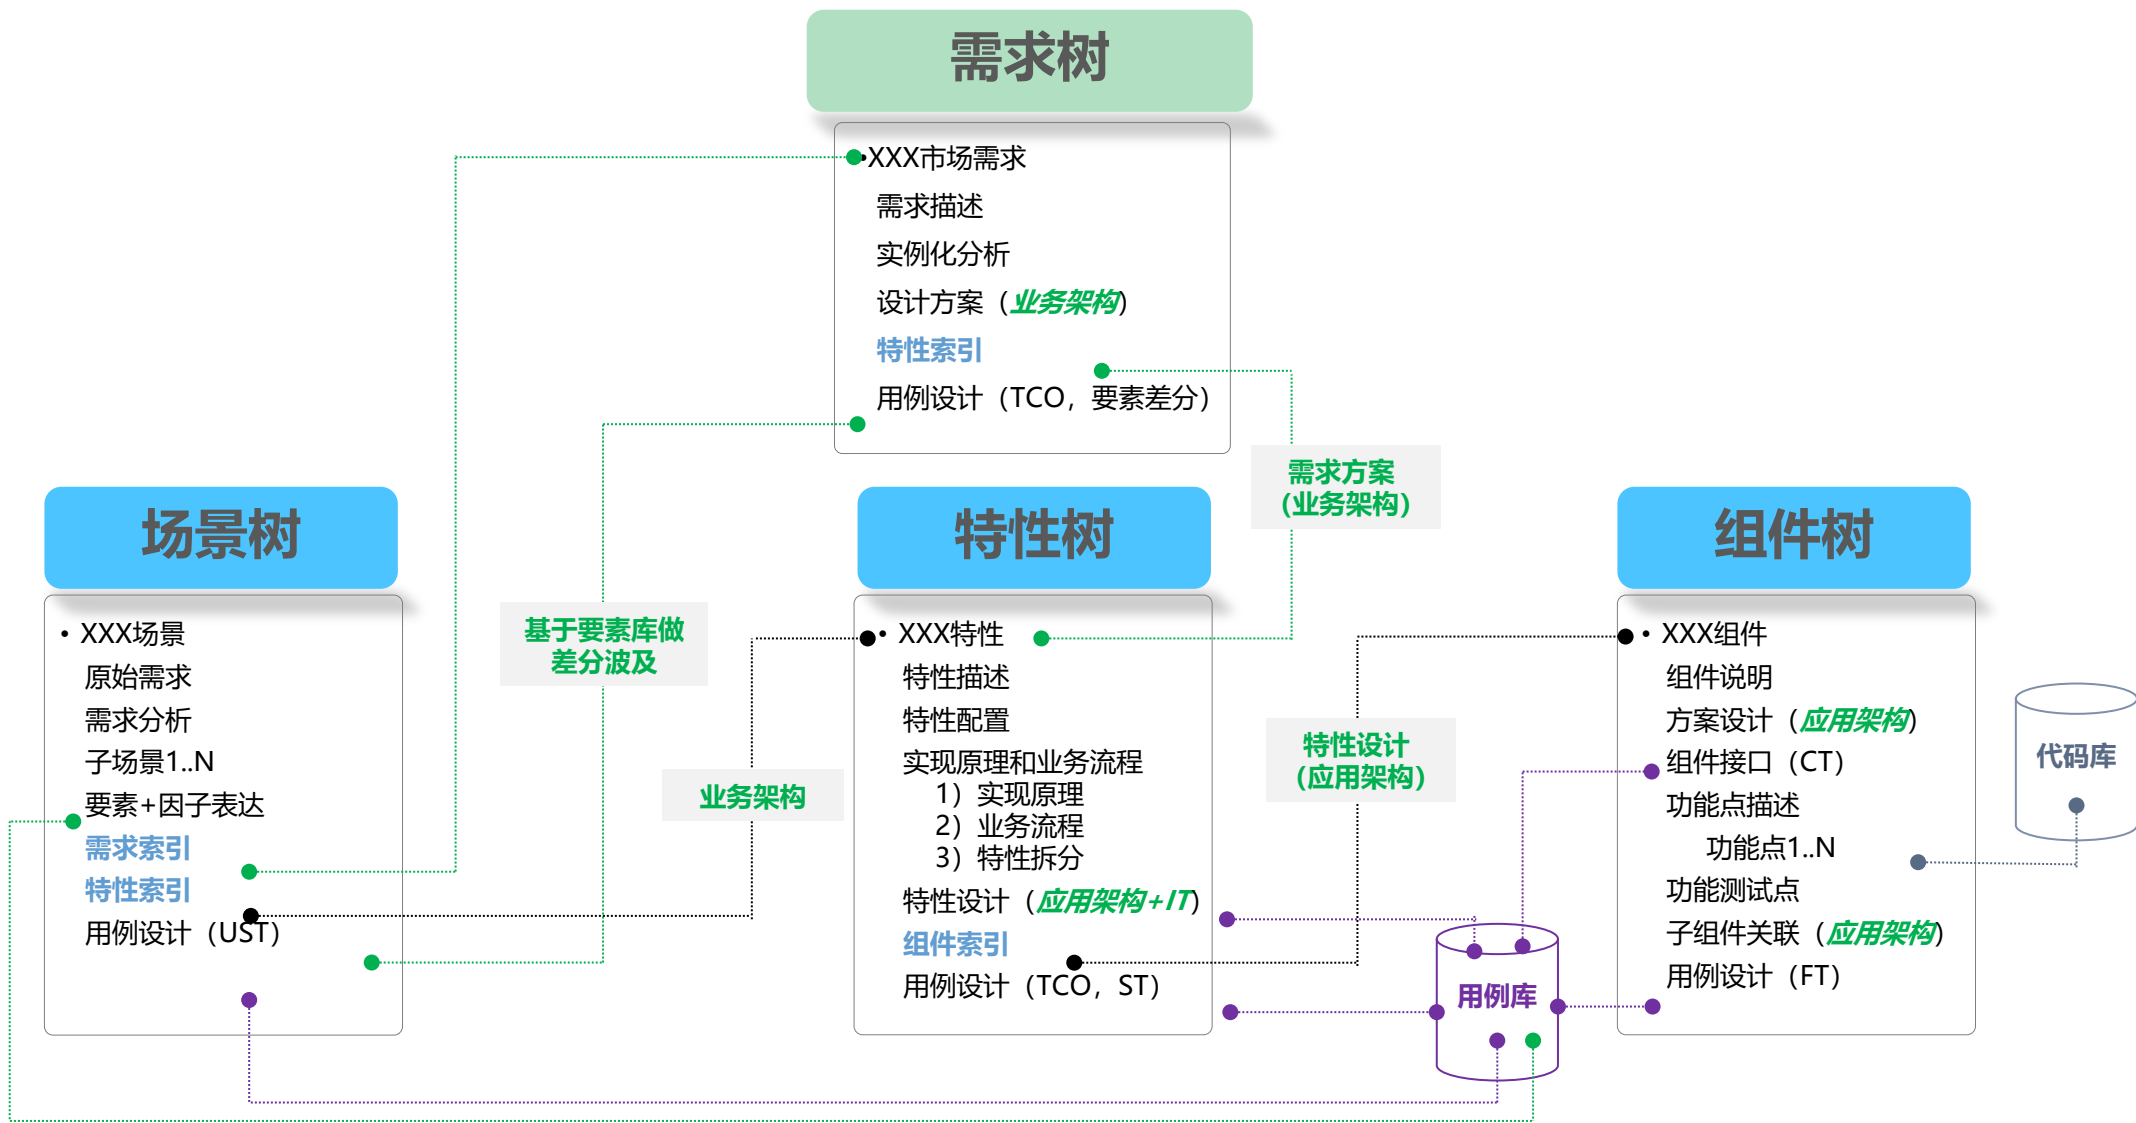 需求树
•XXX市场需求
需求描述
实例化分析
设计方案（业务架构）
特性索引
用例设计（TCO，要素差分）
需求方案
（业务架构）
场景树
• XXX场景
原始需求
需求分析
子场景1..N
要素+因子表达
需求索引
特性索引
用例设计（UST）
基于要素库做
差分波及
业务架构
特性树
• XXX特性
特性描述
特性配置
实现原理和业务流程
1）实现原理
2）业务流程
3）特性拆分
特性设计（应用架构+IT）
组件索引
用例设计（TCO，ST）
特性设计
（应用架构）
用例库
组件树
• XXX组件
组件说明
方案设计（应用架构）
组件接口（CT）
功能点描述
功能点1..N
功能测试点
子组件关联（应用架构）
用例设计（FT）
代码库